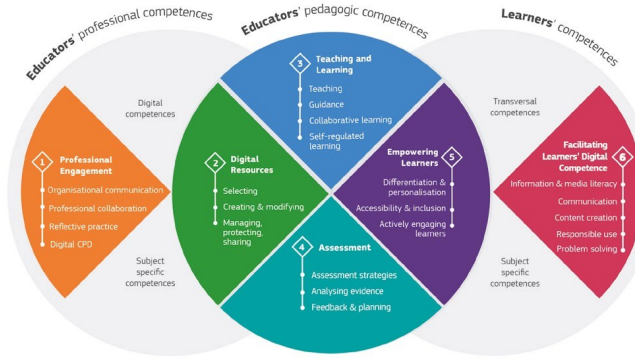 Educators' professional competences
Educators' pedagogic competences
Learners' competences
Digital
competences
Subject
specific
competences
Transversal
competences
Subject
specific
competences
1
Professional
Engagement
Organisational communication
Professional collaboration
Reflective practice
Digital CPD
2
Digital
Resources
Selecting
Creating & modifying
Managing,
protecting,
sharing
3
Teaching and
Learning
Teaching
Guidance
Collaborative learning
Self-regulated
learning
4
Assessment
Assessment strategies
Analysing evidence
Feedback & planning
5
Empowering
Learners
Differentiation &
personalisation
Accessibility & inclusion
Actively engaging
learners
6
Facilitating
Learners' Digital
Competence
Information & media literacy
Communication
Content creation
Responsible use
Problem solving